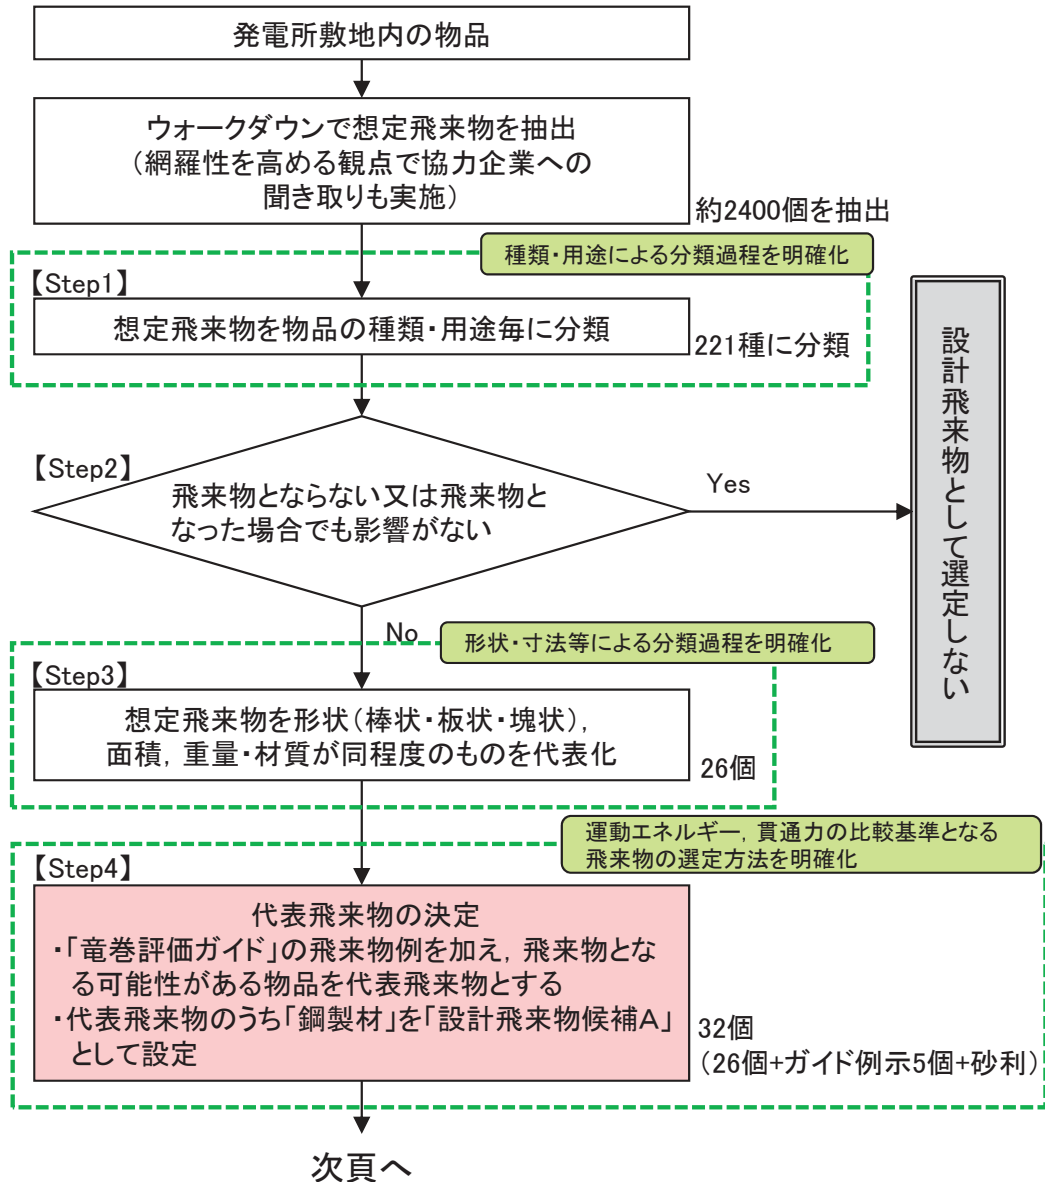 発電所敷地内の物品
ウォークダウンで想定飛来物を抽出
（網羅性を高める観点で協力企業への
聞き取りも実施）
約2400個を抽出
種類・用途による分類過程を明確化
【Step1】
想定飛来物を物品の種類・用途毎に分類
221種に分類
【Step2】
飛来物とならない又は飛来物と
なった場合でも影響がない
Yes
設計飛来物として選定しない
No
形状・寸法等による分類過程を明確化
【Step3】
想定飛来物を形状（棒状・板状・塊状），
面積，重量・材質が同程度のものを代表化
26個
運動エネルギー，貫通力の比較基準となる
飛来物の選定方法を明確化
【Step4】
代表飛来物の決定
・「竜巻評価ガイド」の飛来物例を加え，飛来物とな
る可能性がある物品を代表飛来物とする
・代表飛来物のうち「鋼製材」を「設計飛来物候補A」
として設定
32個
（26個+ガイド例示5個+砂利）
次頁へ